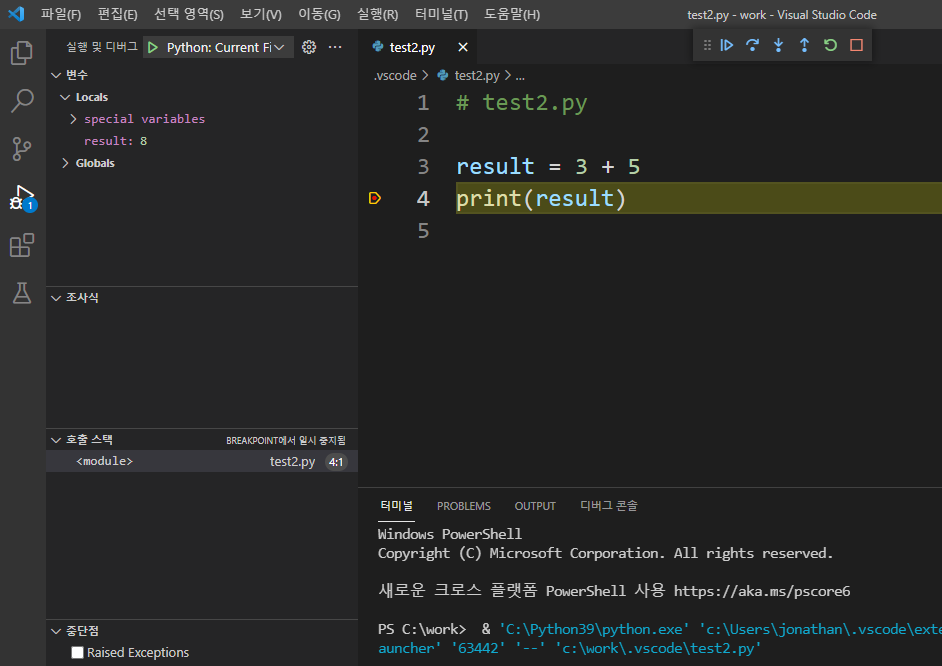 파일(F) 편집(E) 선택 영역(S) 보기(V) 이동(G) 실행(R) 터미널(T) 도움말(H) test2.py - work - Visual Studio Code
실행 및 디버그 Python: Current Fi
변수
Locals
special variables
result: 8
Globals
1
조사식
호출 스택 BREAKPOINT에서 일시 중지됨
<module> test2.py 4:1
중단점
Raised Exceptions
test2.py
.vscode > test2.py > ...
1 # test2.py
2
3 result = 3 + 5
4 print(result)
5
터미널 PROBLEMS OUTPUT 디버그 콘솔
Windows PowerShell
Copyright (C) Microsoft Corporation. All rights reserved.
새로운 크로스 플랫폼 PowerShell 사용 https://aka.ms/pscore6
PS C:\work> & 'C:\Python39\python.exe' 'c:\Users\jonathan\.vscode\exte
auncher' '63442' '--' 'c:\work\.vscode\test2.py'